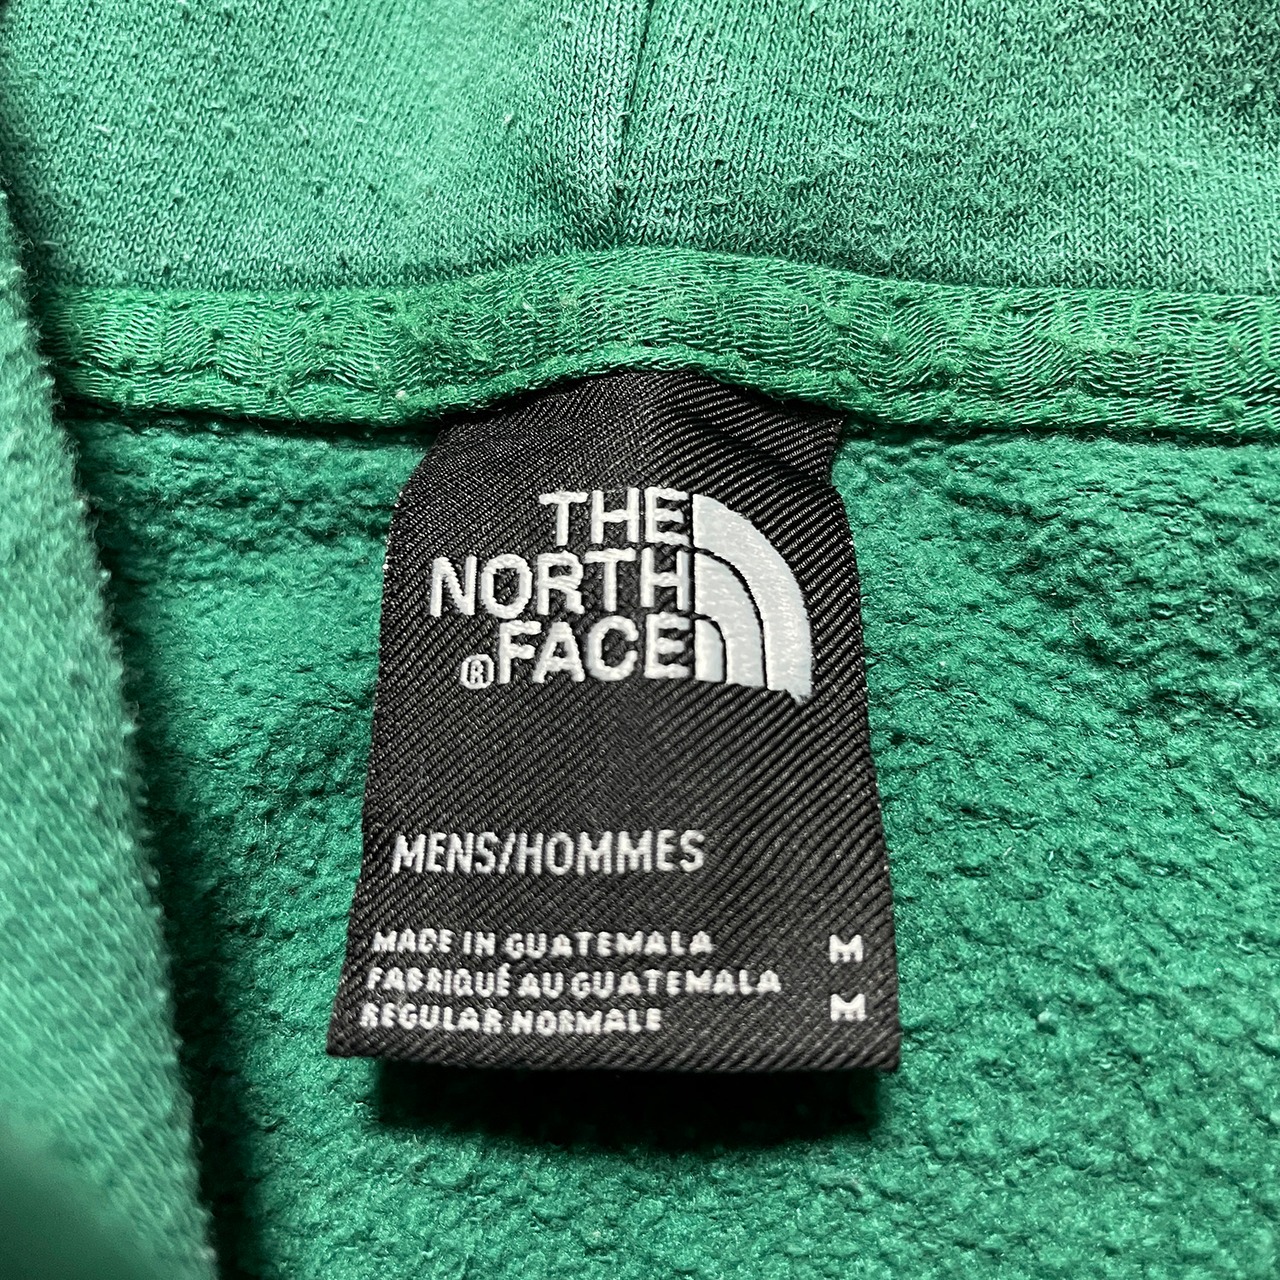 THE
NORTH
®FACE
MENS/HOMMES
MADE IN GUATEMALA M
FABRIQUÉ AU GUATEMALA
REGULAR NORMALE M